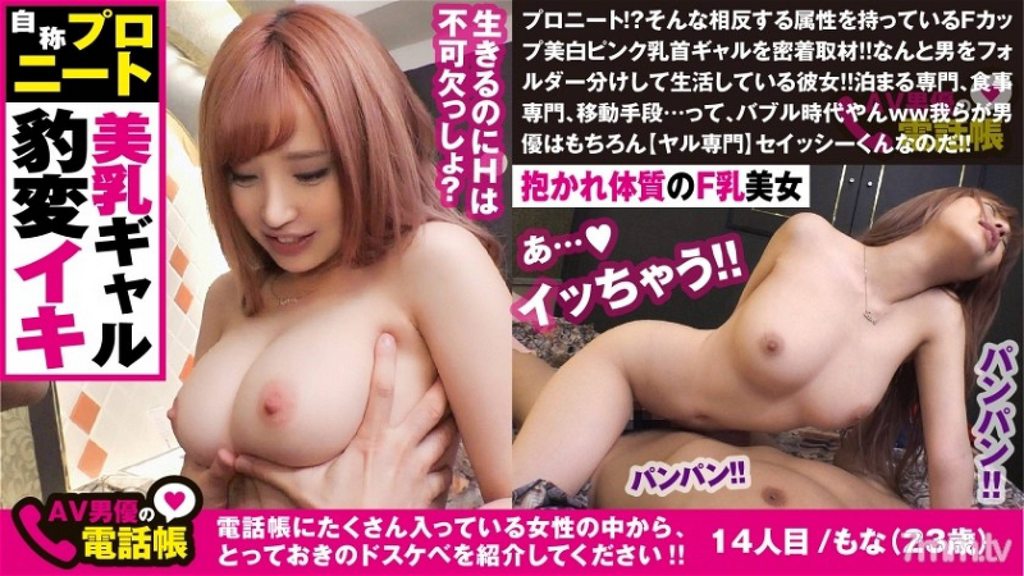 自称プロ
ニート
美乳ギャル
豹変イキ
生きるのにHは
不可欠っしょ?
プロニート!?そんな相反する属性を持っているFカッ
プ美白ピンク乳首ギャルを密着取材!!なんと男をフォ
ルダー分けして生活している彼女!!泊まる専門、食事
専門、移動手段…って、バブル時代やんww我らが男
優はもちろん【ヤル専門】セイッシーくんなのだ!!
抱かれ体質のF乳美女
あ…♥
イッちゃう!!
パンパン!!
パンパン!!
AV男優の
電話帳
AV男優の
電話帳
電話帳にたくさん入っている女性の中から、
とっておきのドスケベを紹介してください!!
14人目/もな(23歳)
7mm.tv